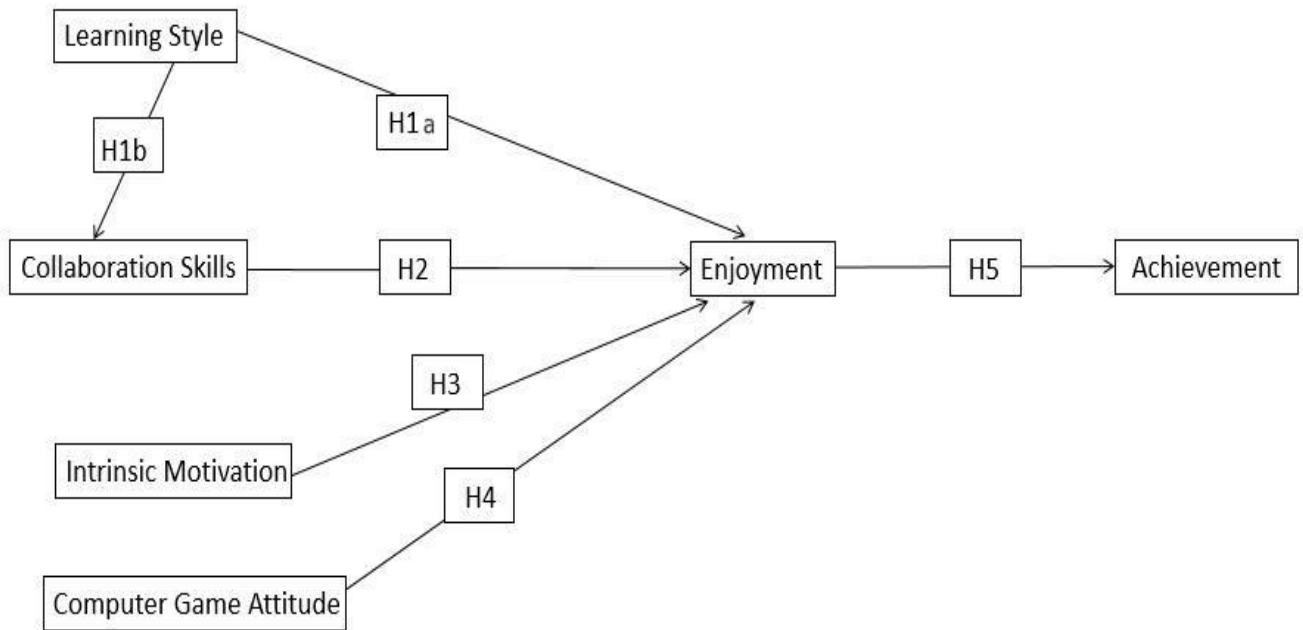 Learning Style
H1a
H1b
Collaboration Skills
H2
Enjoyment
H5
Achievement
H3
Intrinsic Motivation
H4
Computer Game Attitude